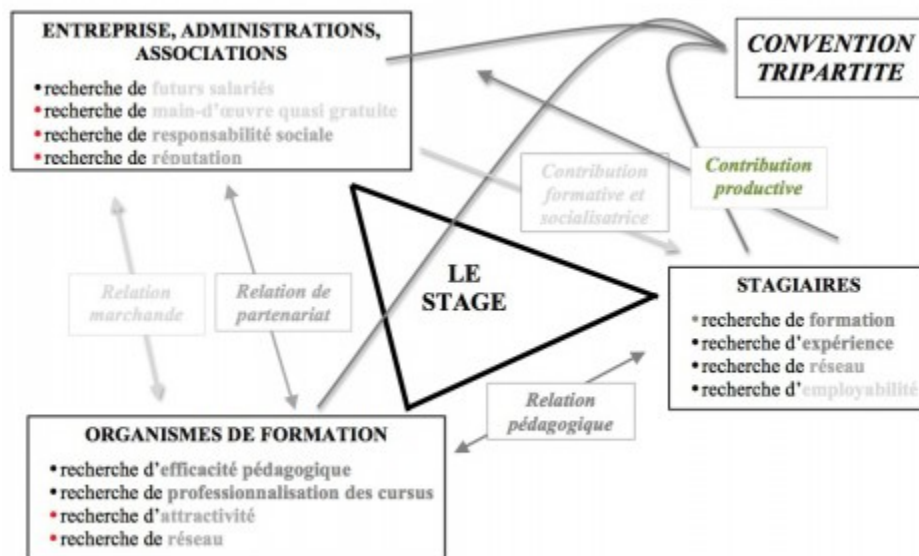 ENTREPRISE, ADMINISTRATIONS,
ASSOCIATIONS
• recherche de futurs salariés
• recherche de main-d'œuvre quasi gratuite
• recherche de responsabilité sociale
• recherche de réputation
CONVENTION
TRIPARTITE
Contribution
formative et
socialisatrice
Contribution
productive
Relation
marchande
Relation de
partenariat
LE
STAGE
STAGIAIRES
• recherche de formation
• recherche d'expérience
• recherche de réseau
• recherche d'employabilité
Relation
pédagogique
ORGANISMES DE FORMATION
• recherche d'efficacité pédagogique
• recherche de professionnalisation des cursus
• recherche d'attractivité
• recherche de réseau